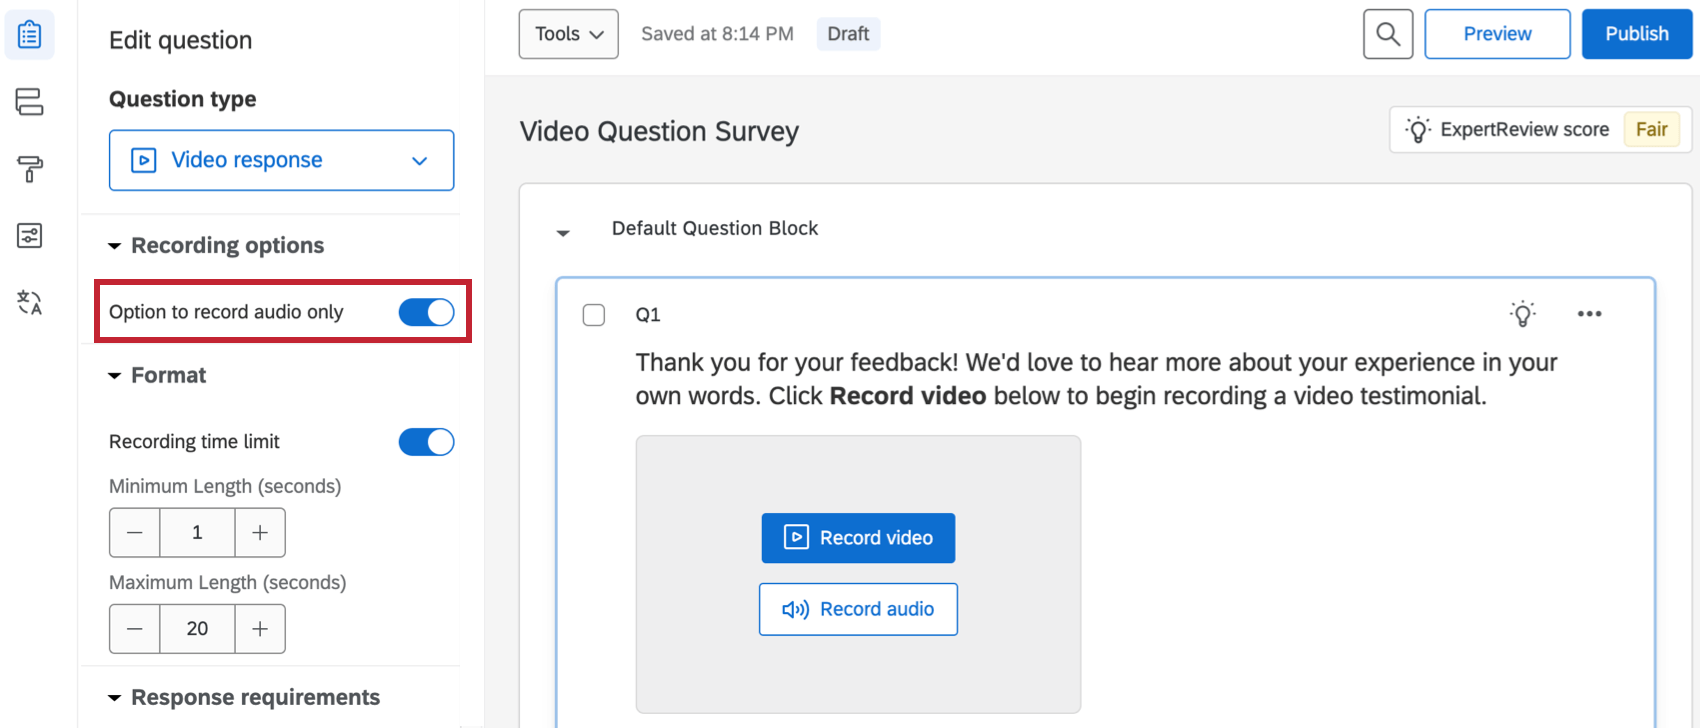 Edit question
Question type
Video response
Recording options
Option to record audio only
Format
Recording time limit
Minimum Length (seconds)
1
Maximum Length (seconds)
20
Response requirements
Tools
Saved at 8:14 PM
Draft
Preview
Publish
Video Question Survey
ExpertReview score
Fair
Default Question Block
Q1
Thank you for your feedback! We'd love to hear more about your experience in your
own words. Click Record video below to begin recording a video testimonial.
Record video
Record audio